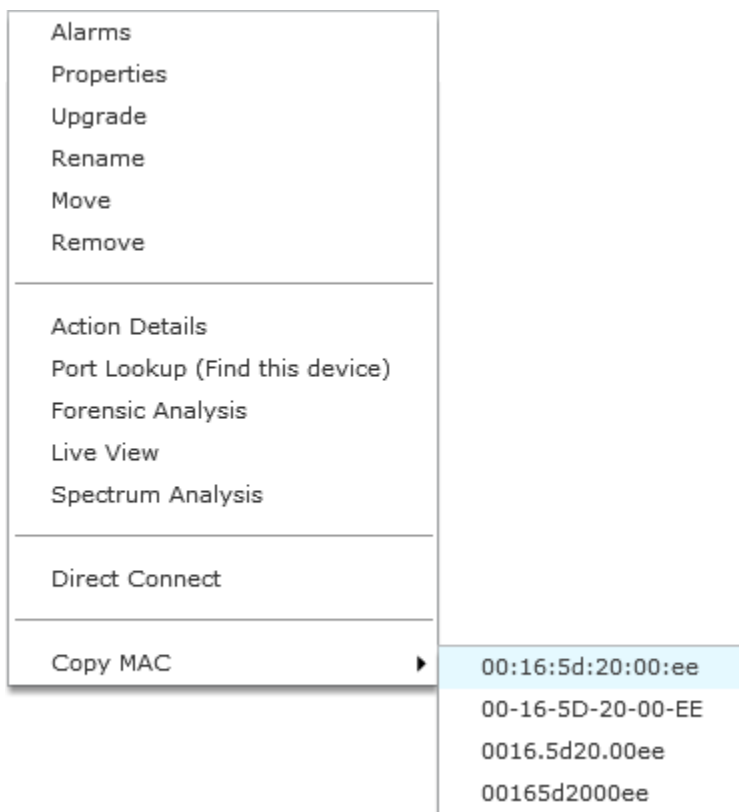 Alarms
Properties
Upgrade
Rename
Move
Remove
Action Details
Port Lookup (Find this device)
Forensic Analysis
Live View
Spectrum Analysis
Direct Connect
Copy MAC
00:16:5d:20:00:ee
00-16-5D-20-00-EE
0016.5d20.00ee
00165d2000ee